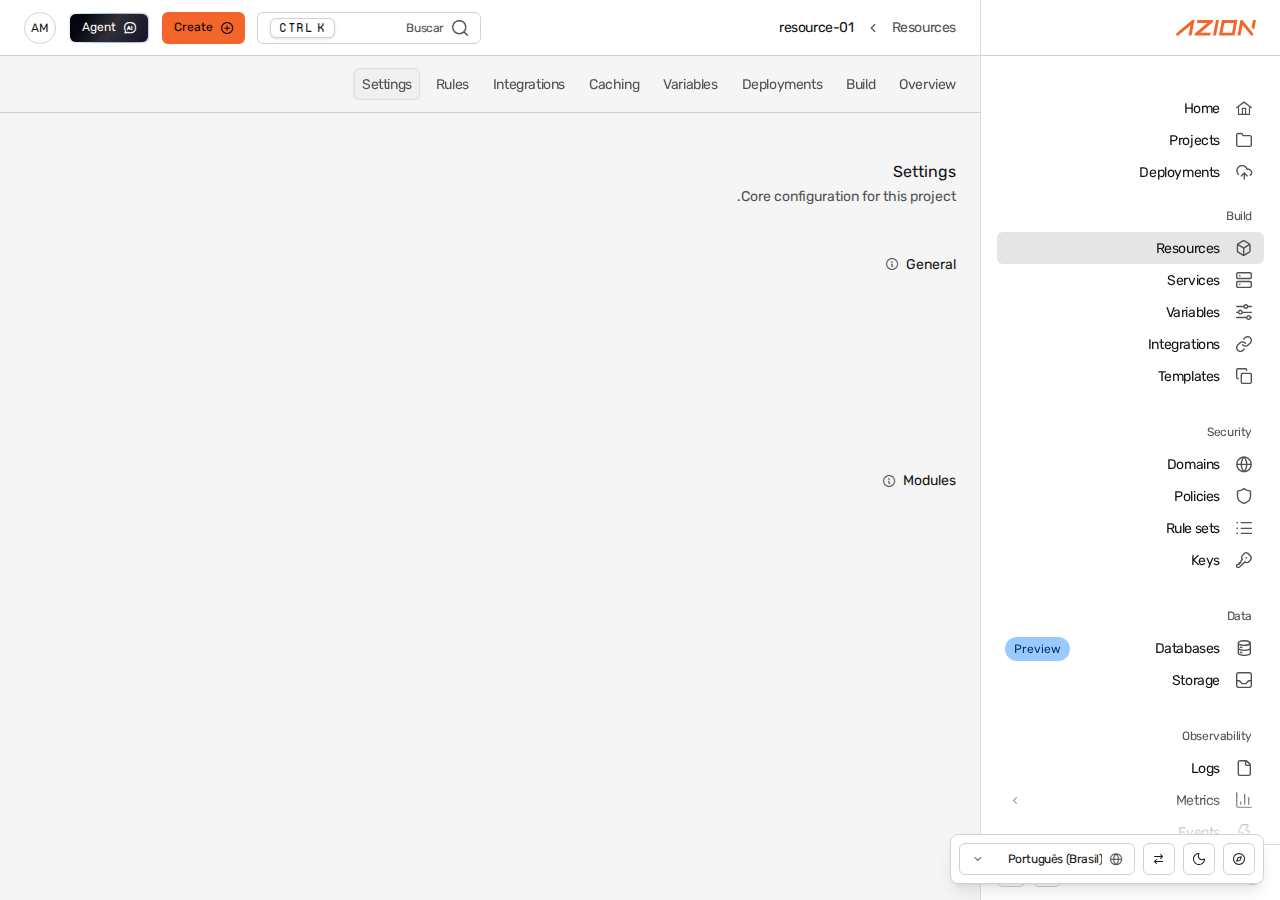 AZION
Resources
resource-01
Buscar
CTRL K
Create
Agent
AM
Overview
Build
Deployments
Variables
Caching
Integrations
Rules
Settings
Settings
.Core configuration for this project
General
Modules
Home
Projects
Deployments
Build
Resources
Services
Variables
Integrations
Templates
Security
Domains
Policies
Rule sets
Keys
Data
Databases
Preview
Storage
Observability
Logs
Metrics
Events
Português (Brasil)